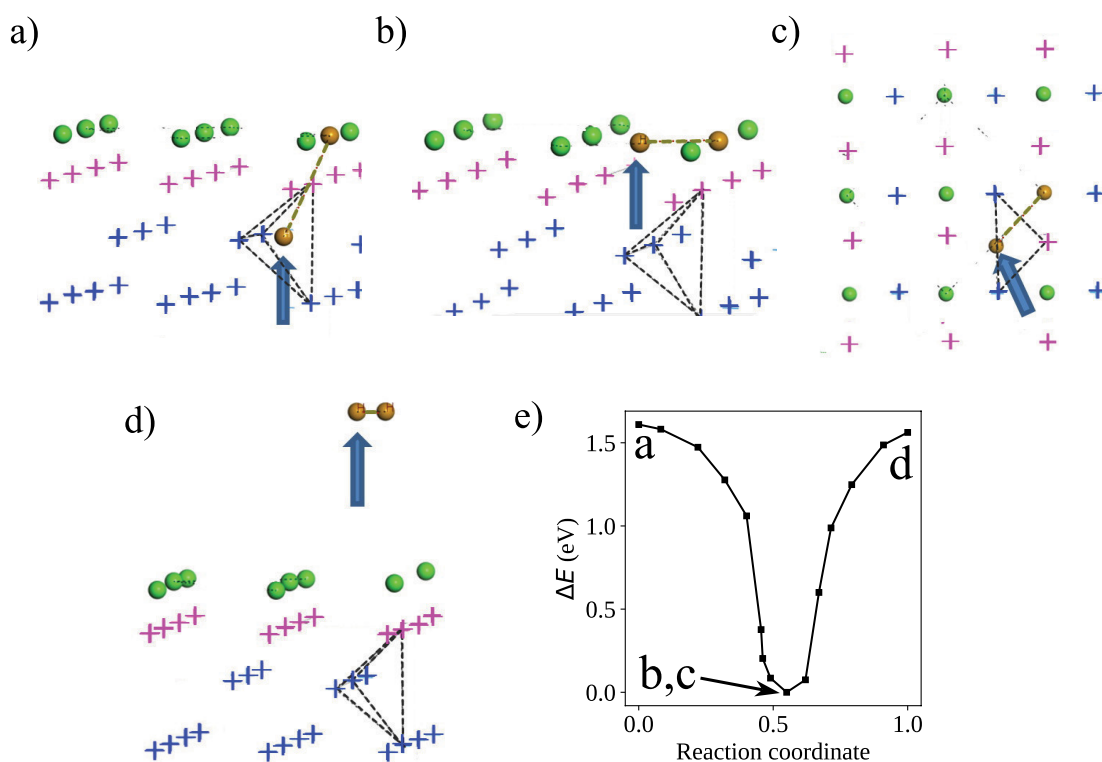 a)
b)
c)
H
d)
H H
e)
1.5
1.0
0.5
0.0
ΔE (eV)
a
d
b,c
0.0
0.5
1.0
Reaction coordinate